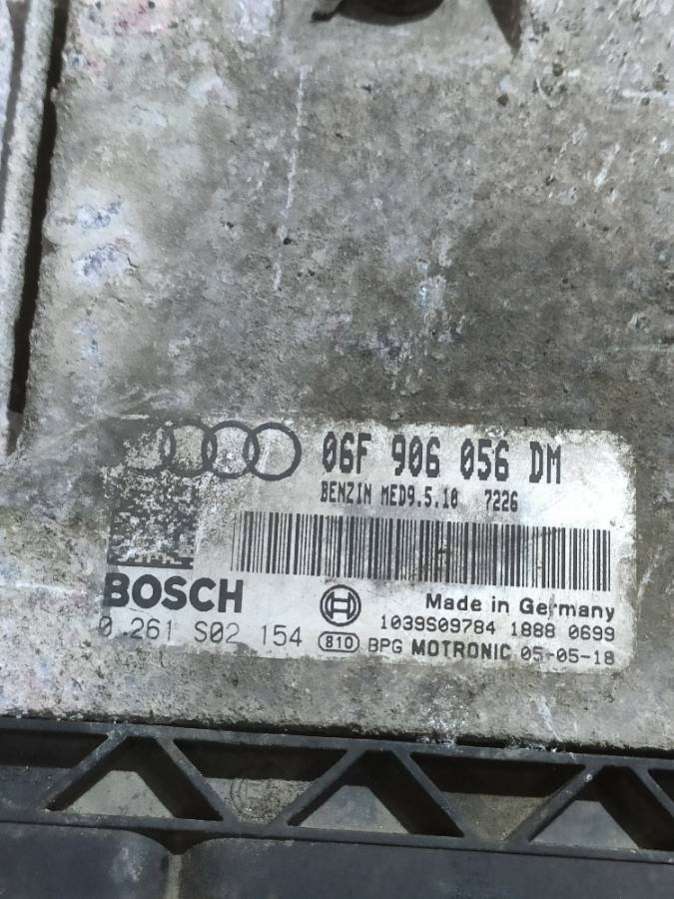 06F 906 056 DM
BENZIN MED9.5.10 7226
BOSCH
Made in Germany
1039S09784 1888 0699
0 261 S02 154
810 BPG MOTRONIC 05-05-18